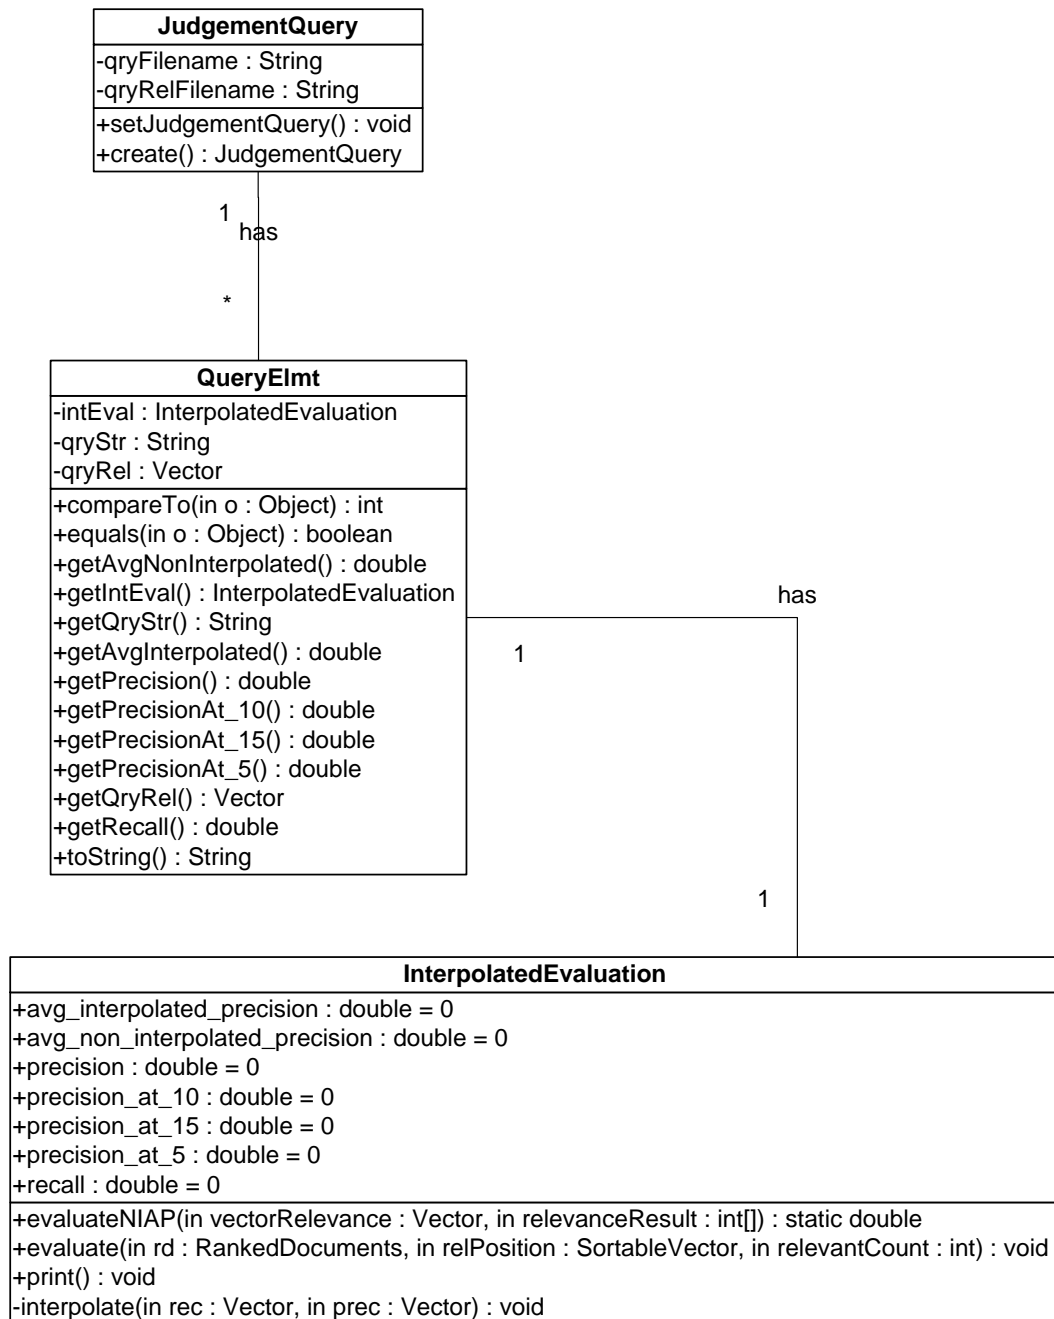 JudgementQuery
-qryFilename : String
-qryRelFilename : String
+setJudgementQuery() : void
+create() : JudgementQuery
1
has
*
QueryElmt
-intEval : InterpolatedEvaluation
-qryStr : String
-qryRel : Vector
+compareTo(in o : Object) : int
+equals(in o : Object) : boolean
+getAvgNonInterpolated() : double
+getIntEval() : InterpolatedEvaluation
+getQryStr() : String
+getAvgInterpolated() : double
+getPrecision() : double
+getPrecisionAt_10() : double
+getPrecisionAt_15() : double
+getPrecisionAt_5() : double
+getQryRel() : Vector
+getRecall() : double
+toString() : String
has
1
1
InterpolatedEvaluation
+avg_interpolated_precision : double = 0
+avg_non_interpolated_precision : double = 0
+precision : double = 0
+precision_at_10 : double = 0
+precision_at_15 : double = 0
+precision_at_5 : double = 0
+recall : double = 0
+evaluateNIAP(in vectorRelevance : Vector, in relevanceResult : int[]) : static double
+evaluate(in rd : RankedDocuments, in relPosition : SortableVector, in relevantCount : int) : void
+print() : void
-interpolate(in rec : Vector, in prec : Vector) : void